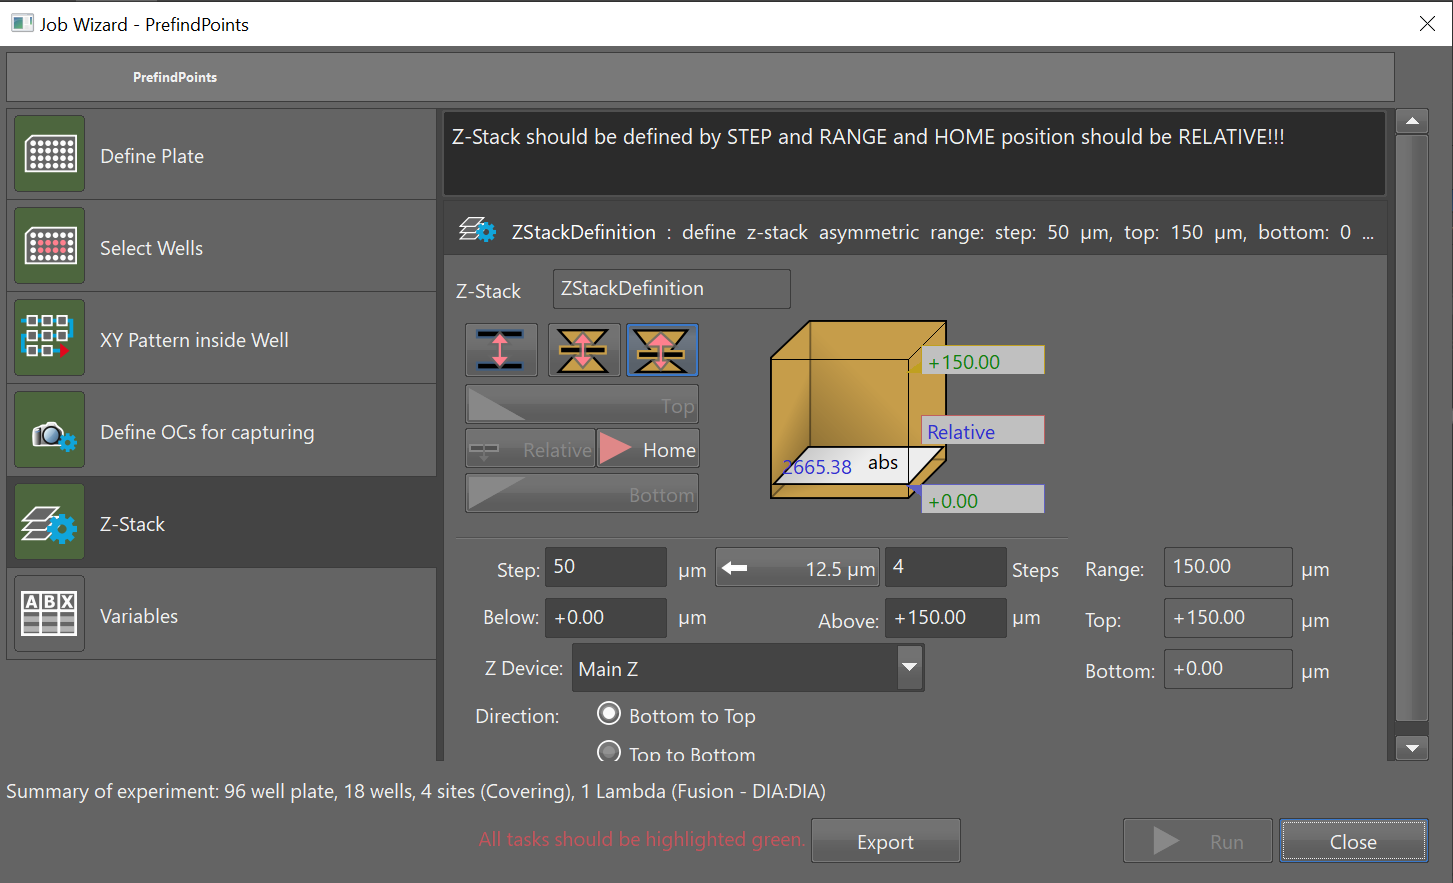 Job Wizard - PrefindPoints
PrefindPoints
Define Plate
Select Wells
XY Pattern inside Well
Define OCs for capturing
Z-Stack
ABX
Variables
Z-Stack should be defined by STEP and RANGE and HOME position should be RELATIVE!!!
ZStackDefinition : define z-stack asymmetric range: step: 50 µm, top: 150 µm, bottom: 0 ...
Z-Stack ZStackDefinition
Top
Relative Home
Bottom
+150.00
Relative
2665.38 abs
+0.00
Step: 50 µm 12.5 µm 4 Steps Range: 150.00 µm
Below: +0.00 µm Above: +150.00 µm Top: +150.00 µm
Z Device: Main Z Bottom: +0.00 µm
Direction: Bottom to Top
Top to Bottom
Summary of experiment: 96 well plate, 18 wells, 4 sites (Covering), 1 Lambda (Fusion - DIA:DIA)
All tasks should be highlighted green. Export Run Close